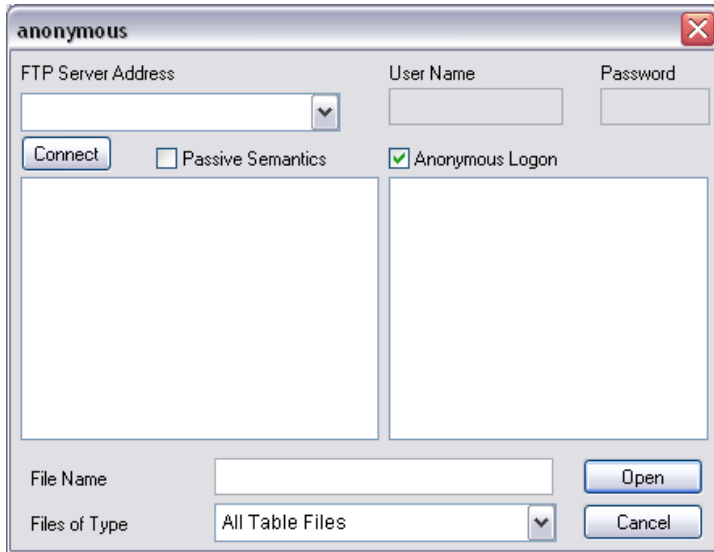 anonymous
FTP Server Address User Name Password
Connect Passive Semantics Anonymous Logon
File Name Open
Files of Type All Table Files Cancel